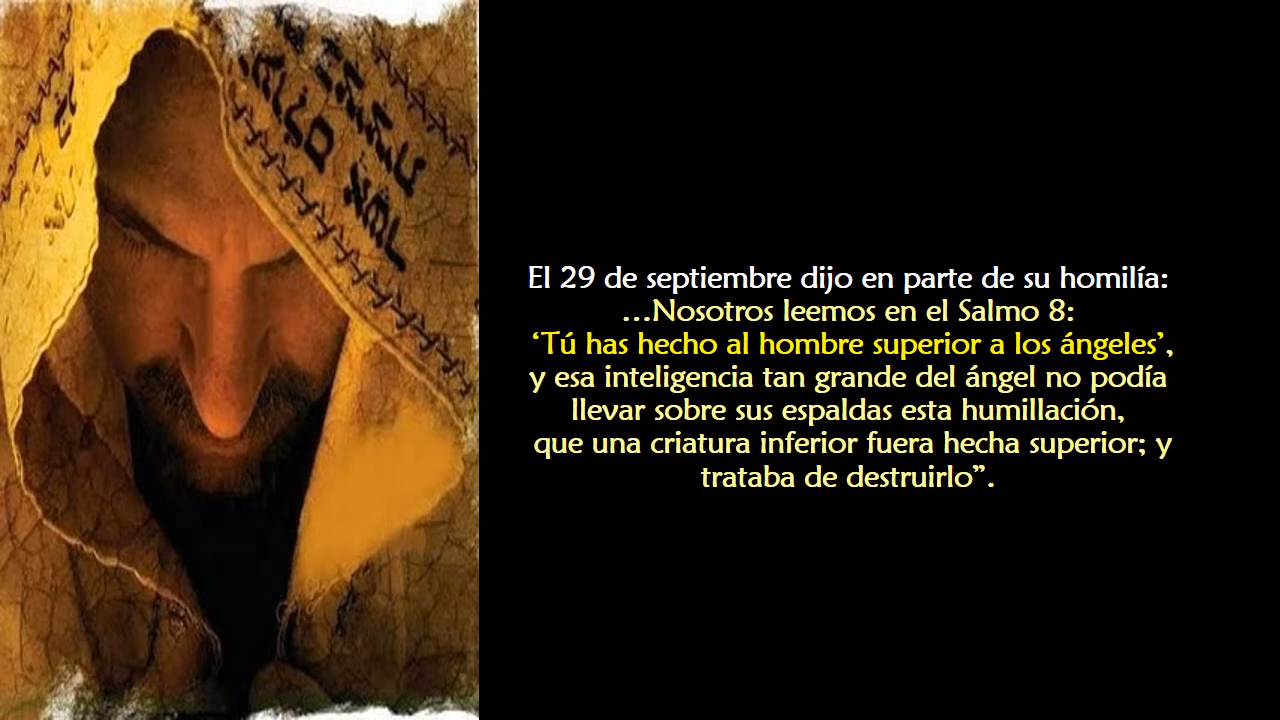 El 29 de septiembre dijo en parte de su homilía:
…Nosotros leemos en el Salmo 8:
‘Tú has hecho al hombre superior a los ángeles’,
y esa inteligencia tan grande del ángel no podía
llevar sobre sus espaldas esta humillación,
que una criatura inferior fuera hecha superior; y
trataba de destruirlo”.